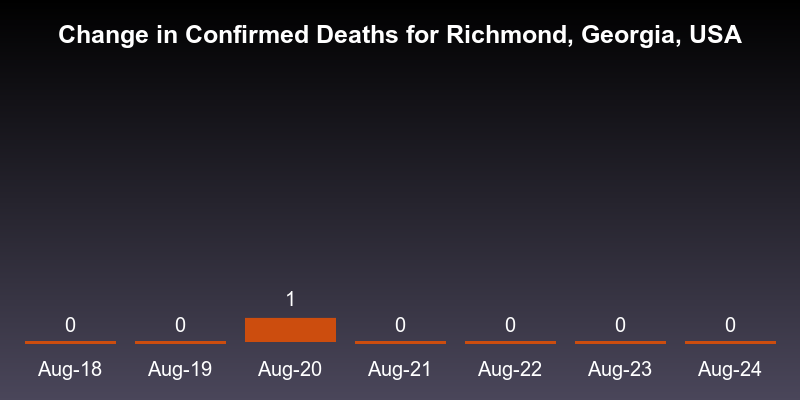 Change in Confirmed Deaths for Richmond, Georgia, USA
0 0 1 0 0 0 0
Aug-18 Aug-19 Aug-20 Aug-21 Aug-22 Aug-23 Aug-24